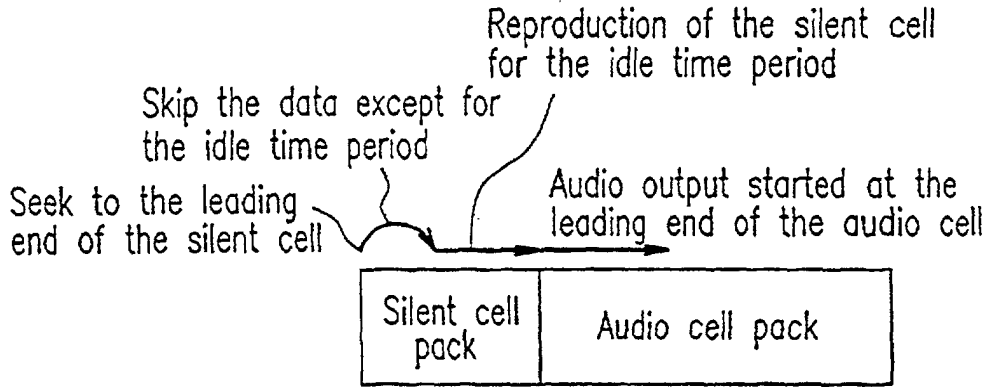 Reproduction of the silent cell
for the idle time period
Skip the data except for
the idle time period
Seek to the leading
end of the silent cell
Audio output started at the
leading end of the audio cell
Silent cell
pack
Audio cell pack